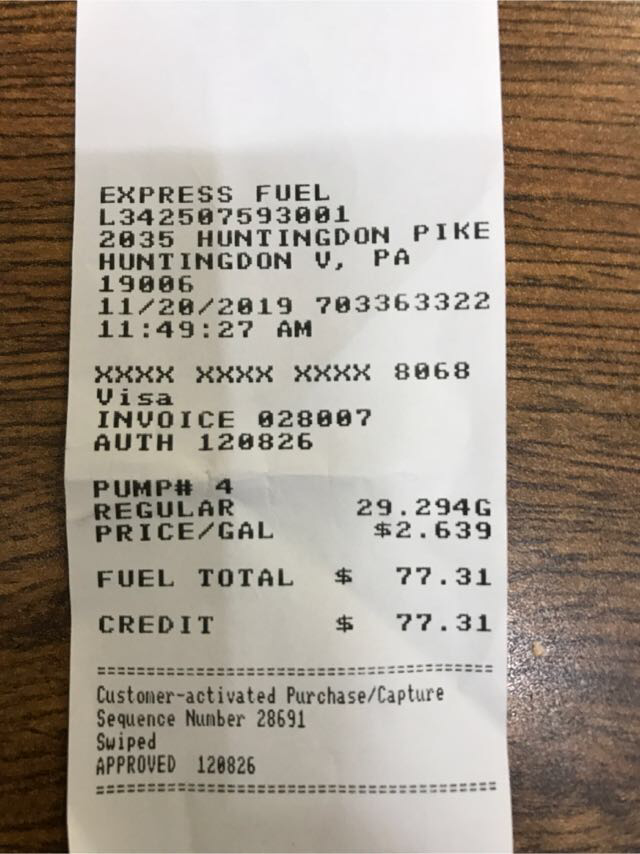 EXPRESS FUEL
L342507593001
2035 HUNTINGDON PIKE
HUNTINGDON V, PA
19006
11/20/2019 703363322
11:49:27 AM
XXXX XXXX XXXX 8068
Visa
INVOICE 028007
AUTH 120826
PUMP# 4
REGULAR 29.294G
PRICE/GAL $2.639
FUEL TOTAL $ 77.31
CREDIT $ 77.31
==================================
Customer-activated Purchase/Capture
Sequence Number 28691
Swiped
APPROVED 120826
==================================